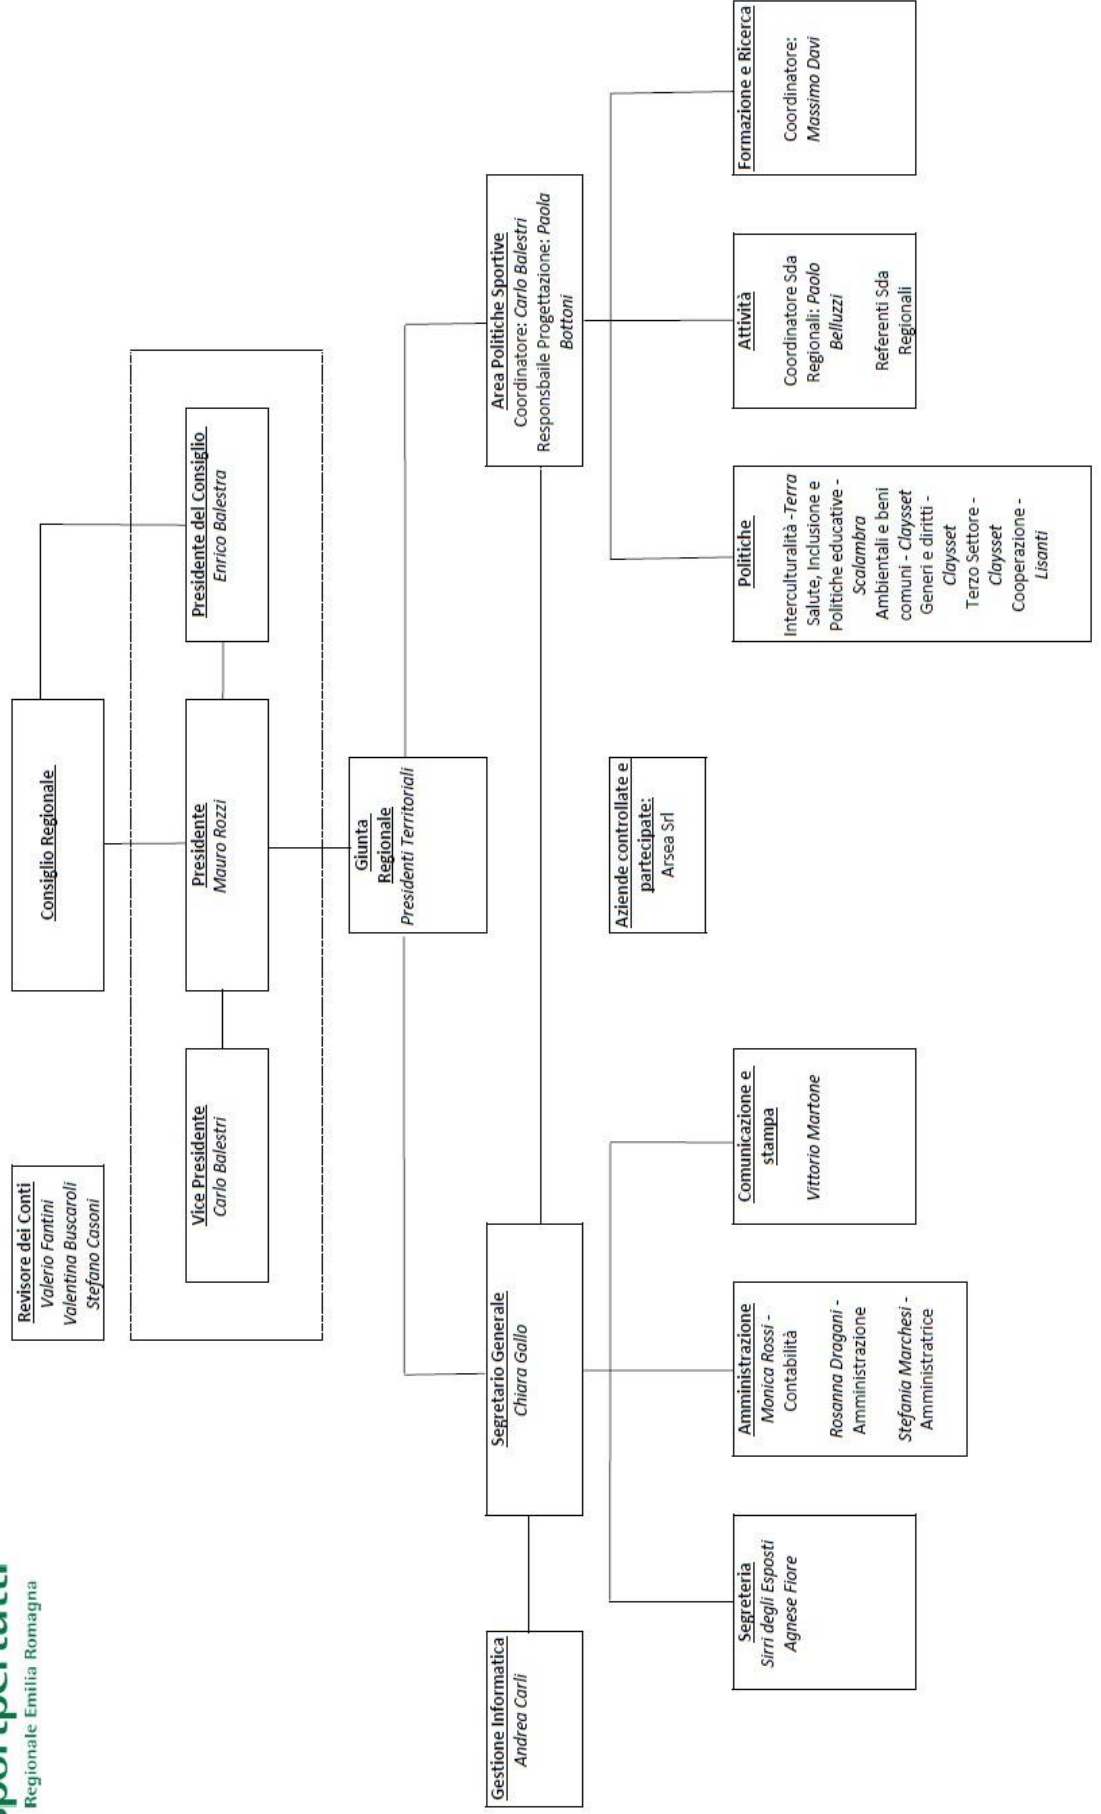 sportpertutti
Regionale Emilia Romagna
Revisore dei Conti
Valerio Fantini
Valentina Buscaroli
Stefano Casoni
Consiglio Regionale
Vice Presidente
Carlo Balestri
Presidente
Mauro Rozzi
Presidente del Consiglio
Enrico Balestra
Giunta
Regionale
Presidenti Territoriali
Gestione Informatica
Andrea Carli
Segretario Generale
Chiara Gallo
Area Politiche Sportive
Coordinatore: Carlo Balestri
Responsbaile Progettazione: Paola
Bottoni
Aziende controllate e
partecipate:
Arsea Srl
Segreteria
Sirri degli Esposti
Agnese Fiore
Amministrazione
Monica Rossi -
Contabilità
Rosanna Dragani -
Amministrazione
Stefania Marchesi -
Amministratrice
Comunicazione e
stampa
Vittorio Martone
Politiche
Interculturalità -Terra
Salute, Inclusione e
Politiche educative -
Scalambra
Ambientali e beni
comuni - Claysset
Generi e diritti -
Claysset
Terzo Settore -
Claysset
Cooperazione -
Lisanti
Attività
Coordinatore Sda
Regionali: Paolo
Belluzzi
Referenti Sda
Regionali
Formazione e Ricerca
Coordinatore:
Massimo Davi